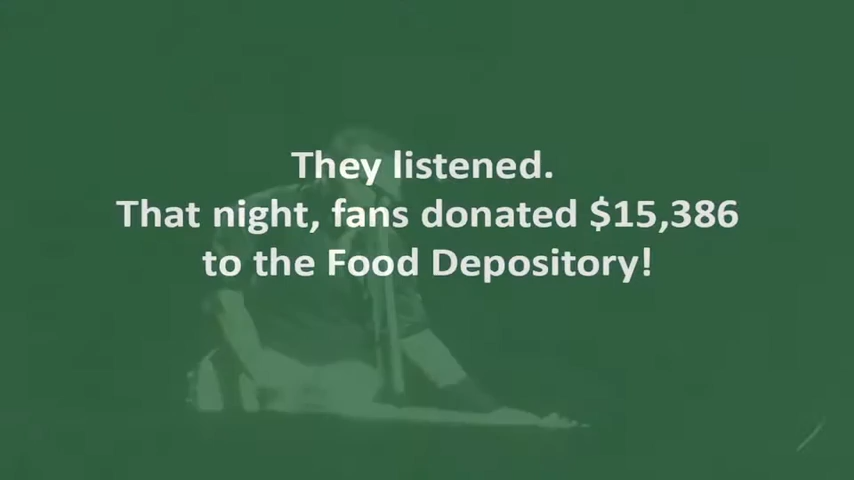 They listened.
That night, fans donated $15,386
to the Food Depository!